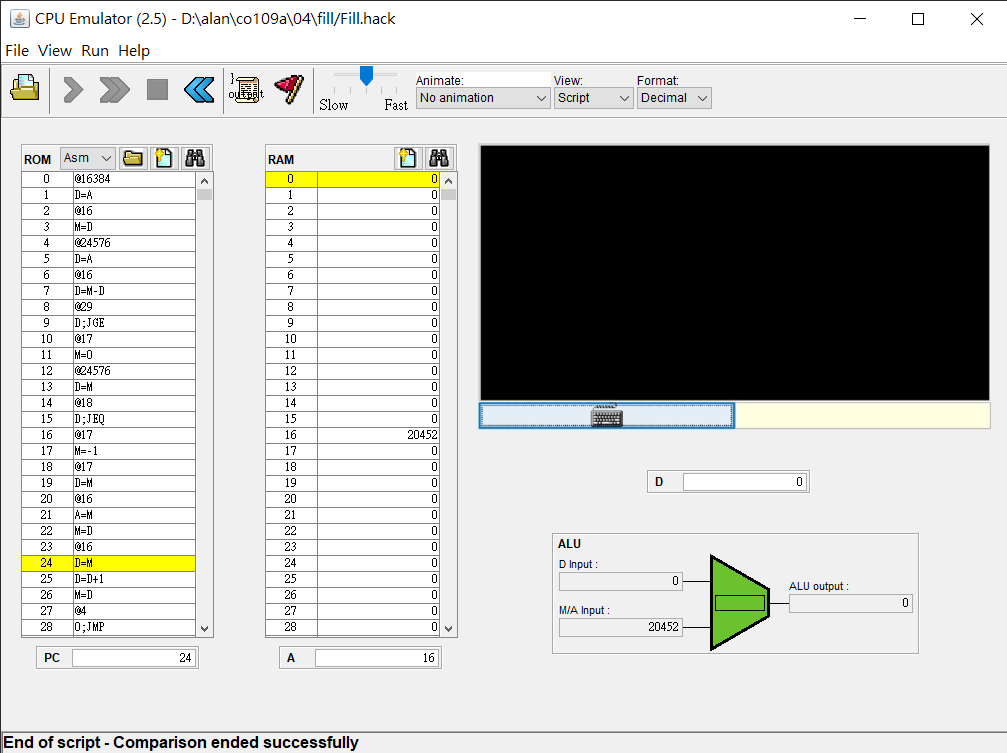 CPU Emulator (2.5) - D:\alan\co109a\04\fill/Fill.hack
File View Run Help
Slow Fast
Animate: View: Format:
No animation Script Decimal
ROM Asm
0 @16384
1 D=A
2 @16
3 M=D
4 @24576
5 D=A
6 @16
7 D=M-D
8 @29
9 D;JGE
10 @17
11 M=0
12 @24576
13 D=M
14 @18
15 D;JEQ
16 @17
17 M=-1
18 @17
19 D=M
20 @16
21 A=M
22 M=D
23 @16
24 D=M
25 D=D+1
26 M=D
27 @4
28 0;JMP
PC 24
RAM
0 0
1 0
2 0
3 0
4 0
5 0
6 0
7 0
8 0
9 0
10 0
11 0
12 0
13 0
14 0
15 0
16 20452
17 0
18 0
19 0
20 0
21 0
22 0
23 0
24 0
25 0
26 0
27 0
28 0
A 16
D 0
ALU
D Input :
0
M/A Input :
20452
ALU output :
0
End of script - Comparison ended successfully